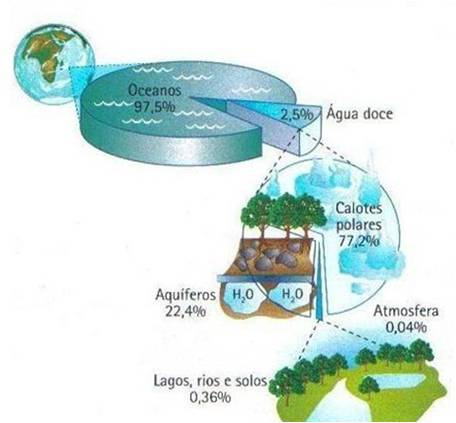 Oceanos
97,5%
2,5% Água doce
Calotes
polares
77,2%
Aquíferos
22,4%
H₂O H₂O
Atmosfera
0,04%
Lagos, rios e solos
0,36%